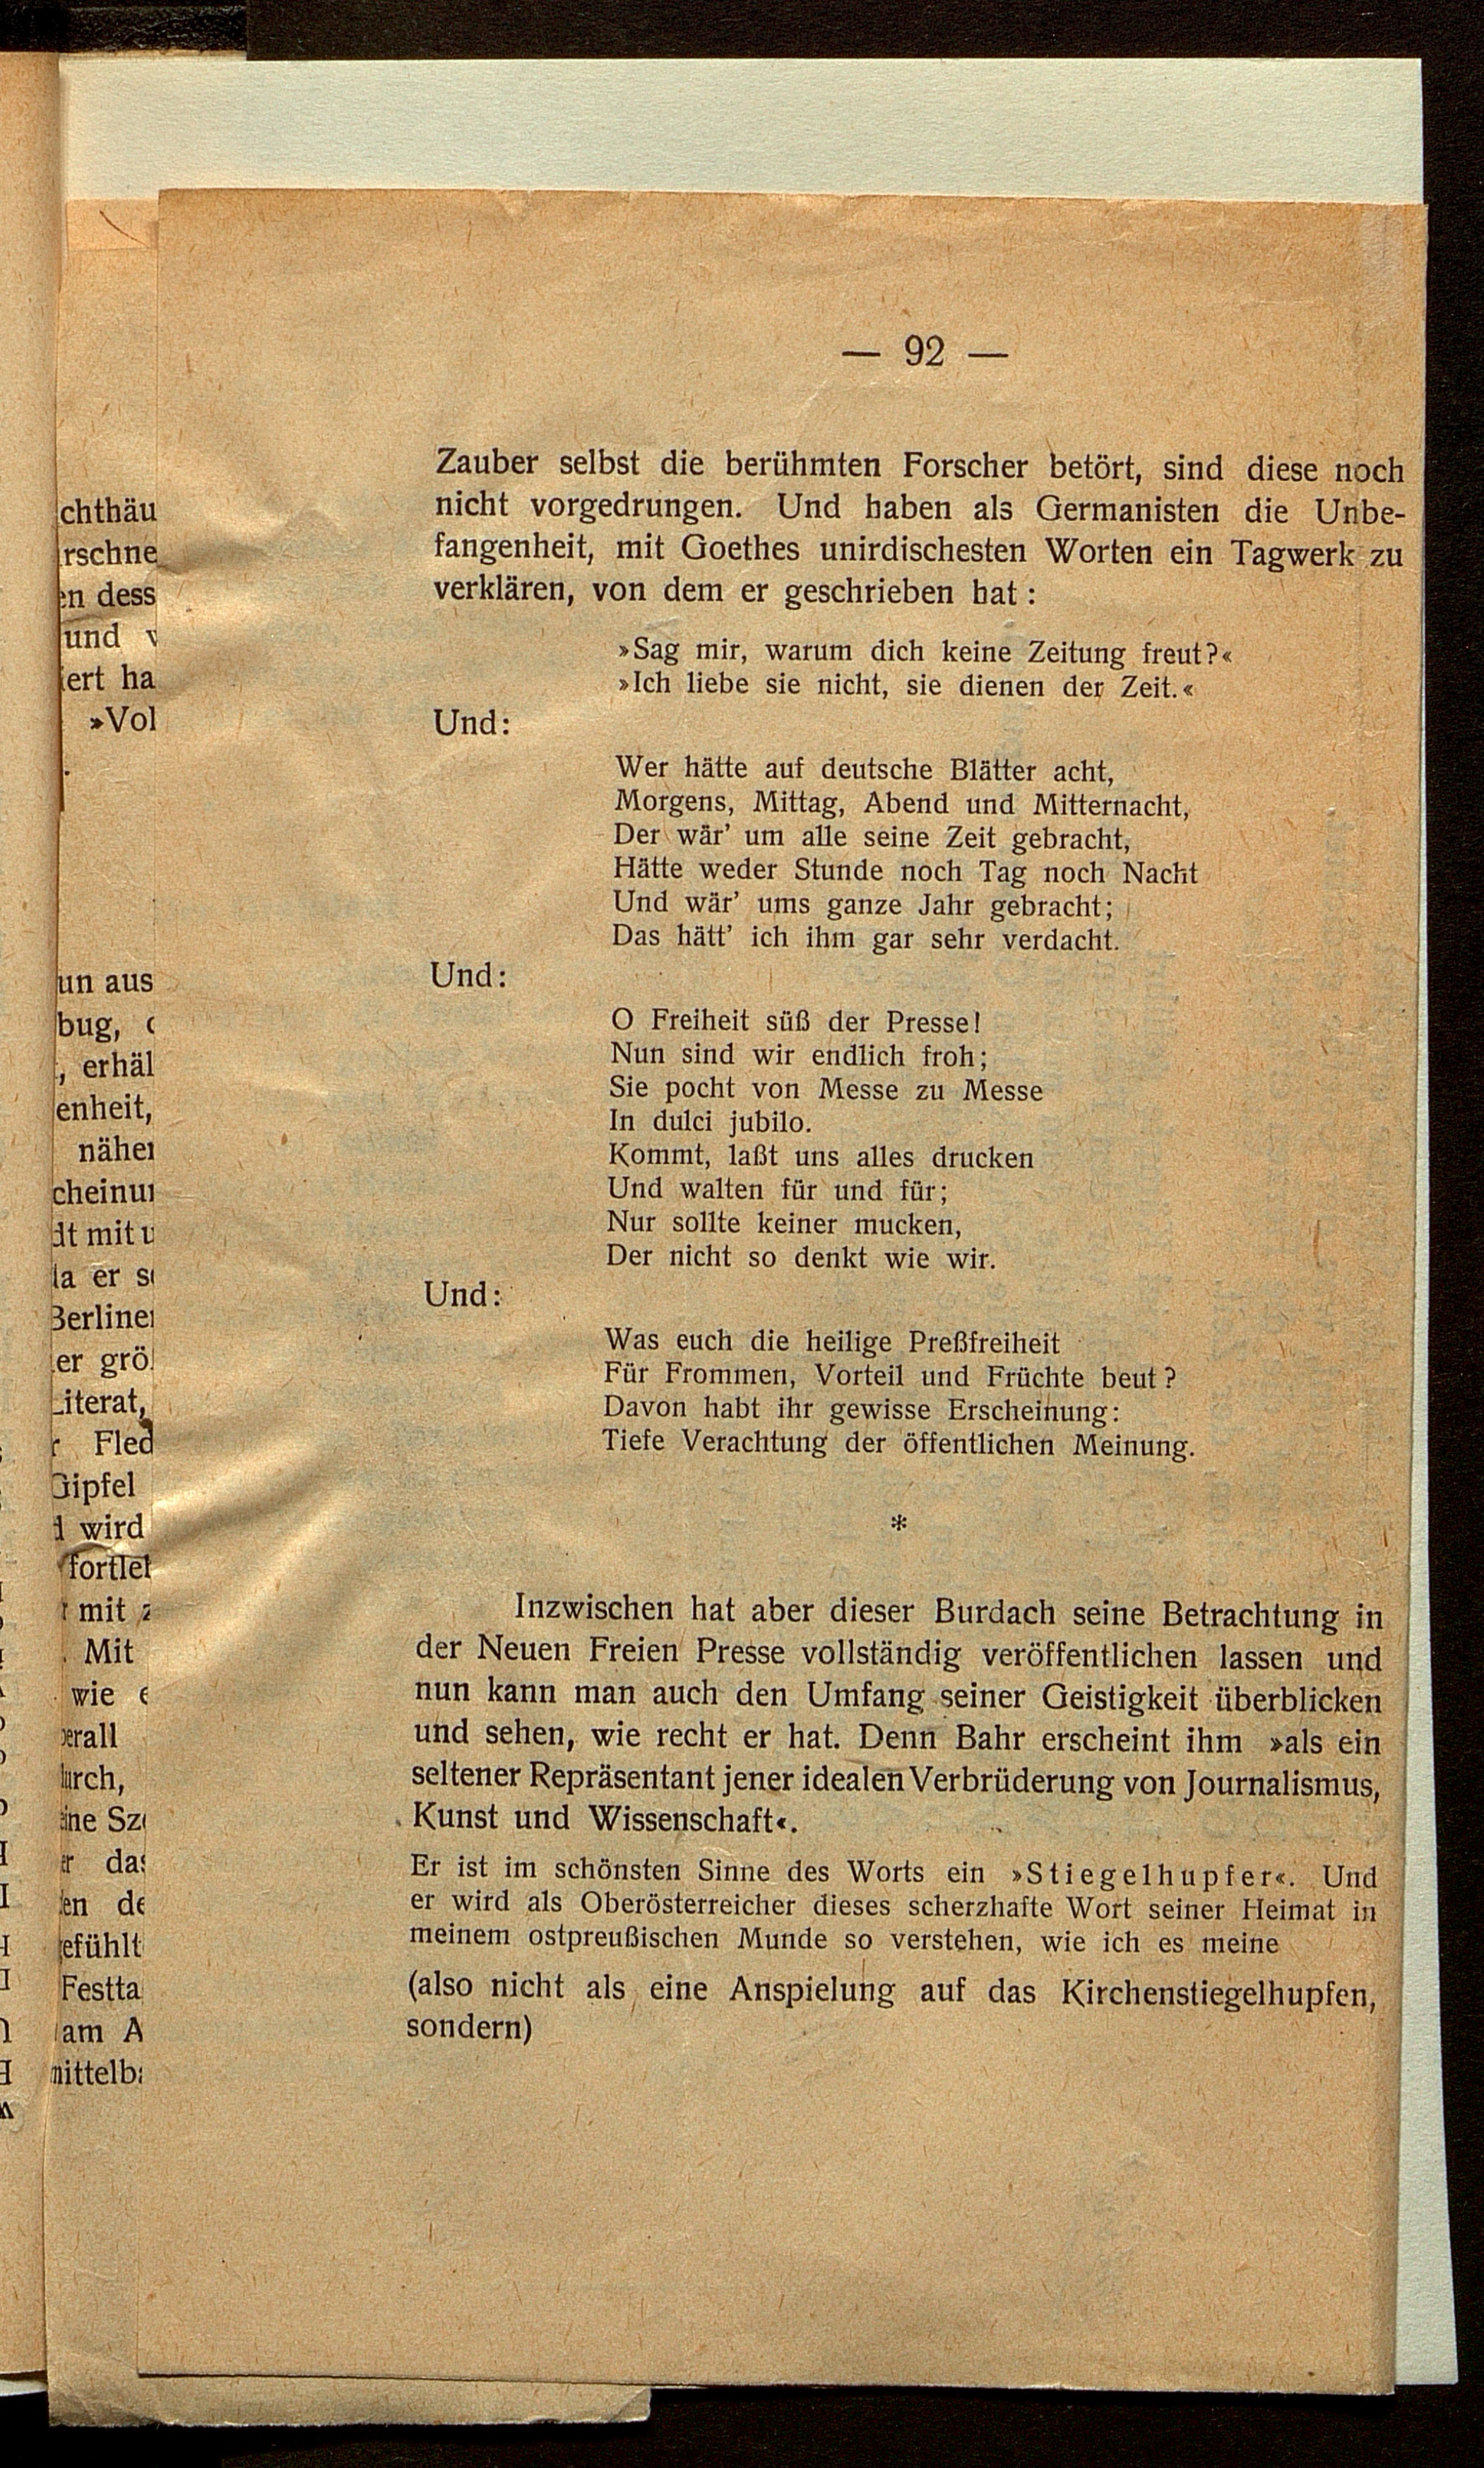 — 92 —
Zauber selbst die berühmten Forscher betört, sind diese noch
nicht vorgedrungen. Und haben als Germanisten die Unbe-
fangenheit, mit Goethes unirdischesten Worten ein Tagwerk zu
verklären, von dem er geschrieben hat:
»Sag mir, warum dich keine Zeitung freut?«
»Ich liebe sie nicht, sie dienen der Zeit.«
Und:
Wer hätte auf deutsche Blätter acht,
Morgens, Mittag, Abend und Mitternacht,
Der wär' um alle seine Zeit gebracht,
Hätte weder Stunde noch Tag noch Nacht
Und wär' ums ganze Jahr gebracht;
Das hätt' ich ihm gar sehr verdacht.
Und:
O Freiheit süß der Presse!
Nun sind wir endlich froh;
Sie pocht von Messe zu Messe
In dulci jubilo.
Kommt, laßt uns alles drucken
Und walten für und für;
Nur sollte keiner mucken,
Der nicht so denkt wie wir.
Und:
Was euch die heilige Preßfreiheit
Für Frommen, Vorteil und Früchte beut?
Davon habt ihr gewisse Erscheinung:
Tiefe Verachtung der öffentlichen Meinung.
*
Inzwischen hat aber dieser Burdach seine Betrachtung in
der Neuen Freien Presse vollständig veröffentlichen lassen und
nun kann man auch den Umfang seiner Geistigkeit überblicken
und sehen, wie recht er hat. Denn Bahr erscheint ihm »als ein
seltener Repräsentant jener idealen Verbrüderung von Journalismus,
Kunst und Wissenschaft«.
Er ist im schönsten Sinne des Worts ein »Stiegelhupfer«. Und
er wird als Oberösterreicher dieses scherzhafte Wort seiner Heimat in
meinem ostpreußischen Munde so verstehen, wie ich es meine
(also nicht als eine Anspielung auf das Kirchenstiegelhupfen,
sondern)